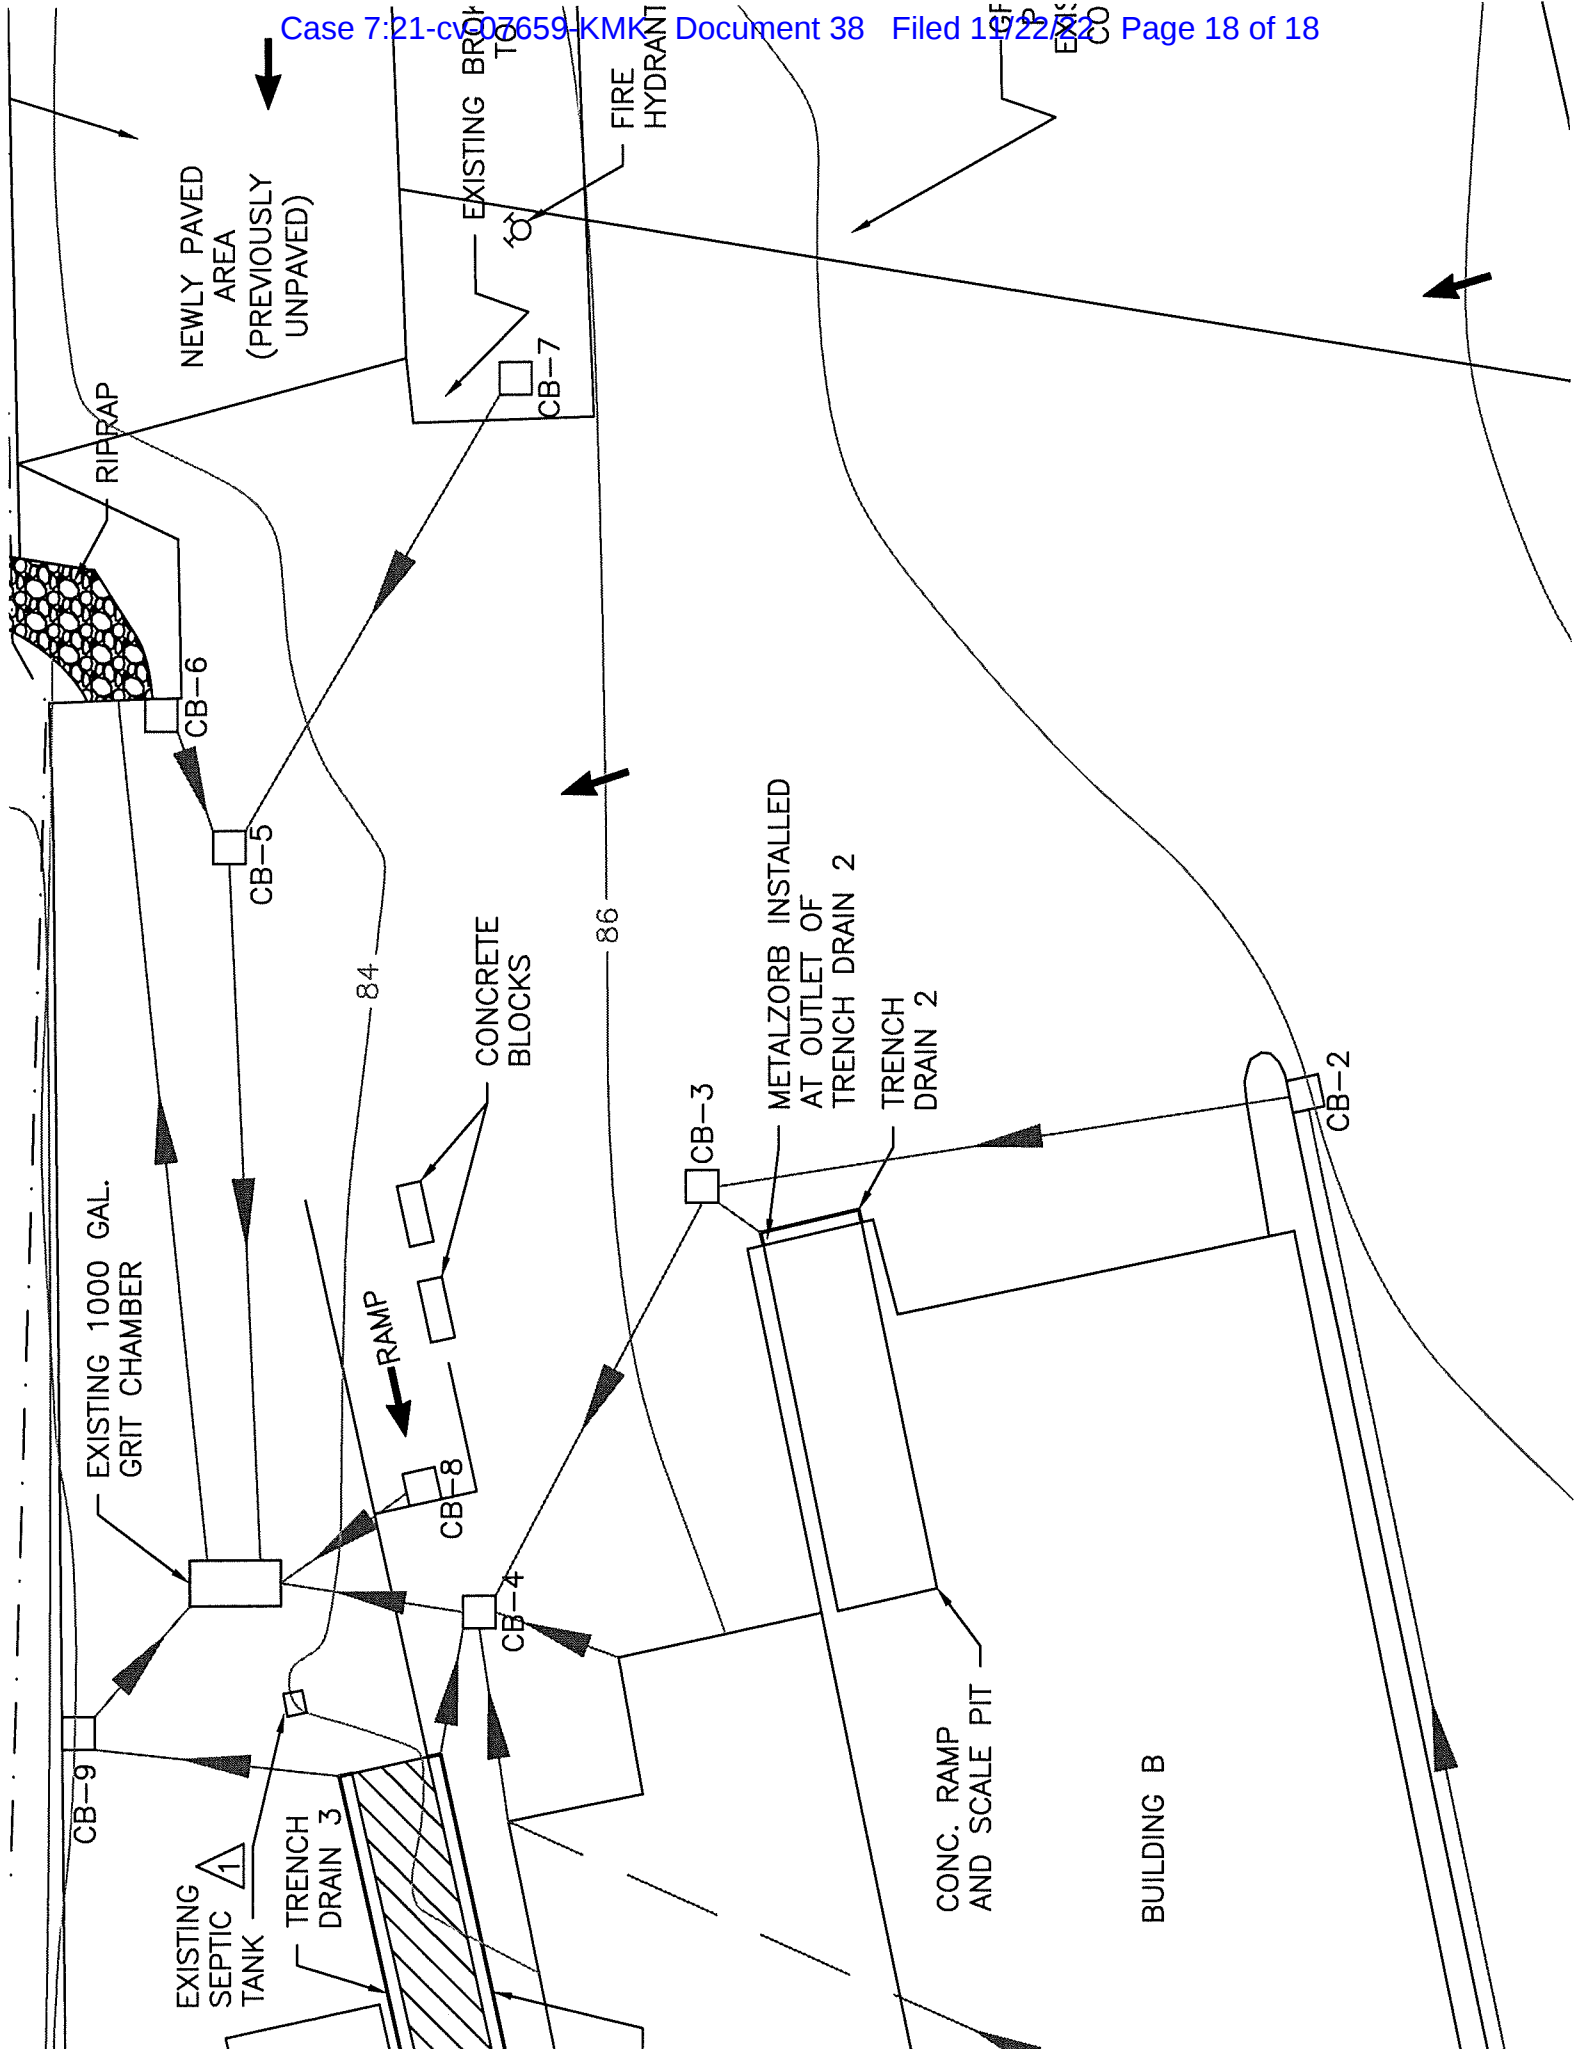 Case 7:21-cv-07659-KMK Document 38 Filed 11/22/22 Page 18 of 18
NEWLY PAVED
AREA
(PREVIOUSLY
UNPAVED)
EXISTING
TO
FIRE
HYDRANT
RIPRAP
CB-7
CB-6
CB-5
84
86
CONCRETE
BLOCKS
METALZORB INSTALLED
AT OUTLET OF
TRENCH DRAIN 2
TRENCH
DRAIN 2
CB-3
CB-2
EXISTING 1000 GAL.
GRIT CHAMBER
RAMP
CB-8
CB-4
CB-9
EXISTING
SEPTIC
TANK
1
TRENCH
DRAIN 3
CONC. RAMP
AND SCALE PIT
BUILDING B